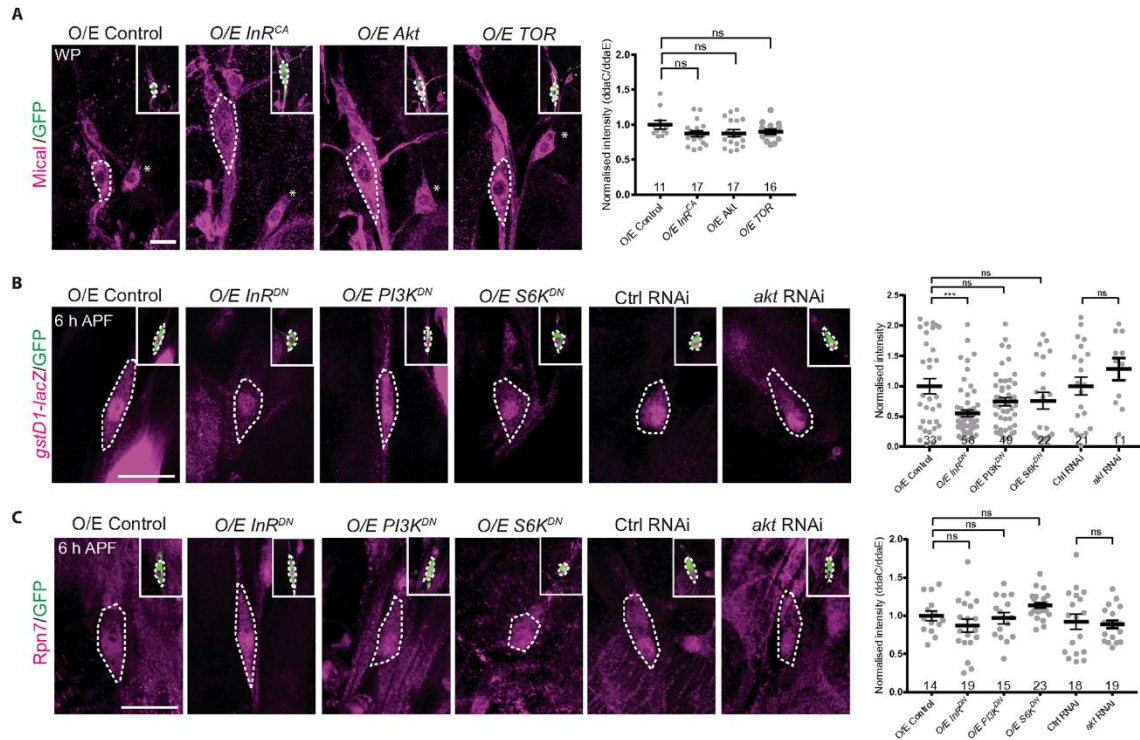 A
O/E Control
O/E InR^CA
O/E Akt
O/E TOR
WP
Mical/GFP
*
*
*
*
Normalised intensity (ddaC/ddaE)
2.0
1.5
1.0
0.5
0.0
ns
ns
ns
11 17 17 16
O/E Control
O/E InR^CA
O/E Akt
O/E TOR
B
O/E Control
O/E InR^DN
O/E PI3K^DN
O/E S6K^DN
Ctrl RNAi
akt RNAi
6 h APF
gstD1-lacZ/GFP
Normalised intensity
2.5
2.0
1.5
1.0
0.5
0.0
ns
ns
***
ns
33 56 49 22 21 11
O/E Control
O/E InR^DN
O/E PI3K^DN
O/E S6K^DN
Ctrl RNAi
akt RNAi
C
O/E Control
O/E InR^DN
O/E PI3K^DN
O/E S6K^DN
Ctrl RNAi
akt RNAi
6 h APF
Rpn7/GFP
Normalised intensity (ddaC/ddaE)
2.0
1.5
1.0
0.5
0.0
ns
ns
ns
ns
14 19 15 23 18 19
O/E Control
O/E InR^DN
O/E PI3K^DN
O/E S6K^DN
Ctrl RNAi
akt RNAi